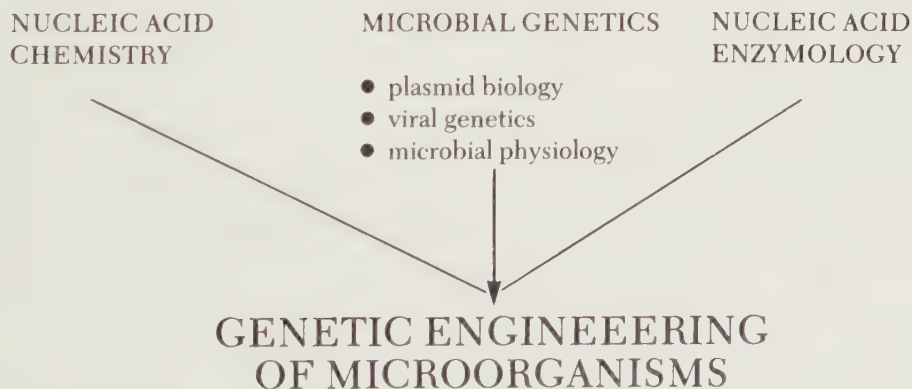 NUCLEIC ACID
CHEMISTRY
MICROBIAL GENETICS
● plasmid biology
● viral genetics
● microbial physiology
NUCLEIC ACID
ENZYMOLOGY
GENETIC ENGINEEERING
OF MICROORGANISMS